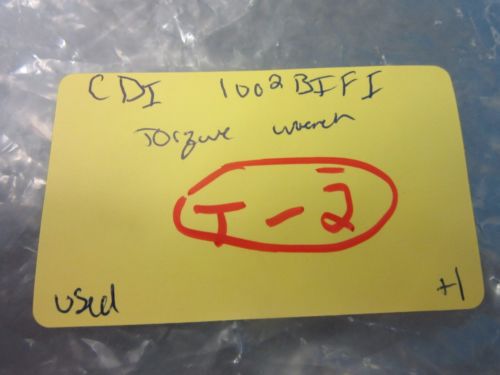 CDI 1002BIFI
Torque wrench
T-2
used +1